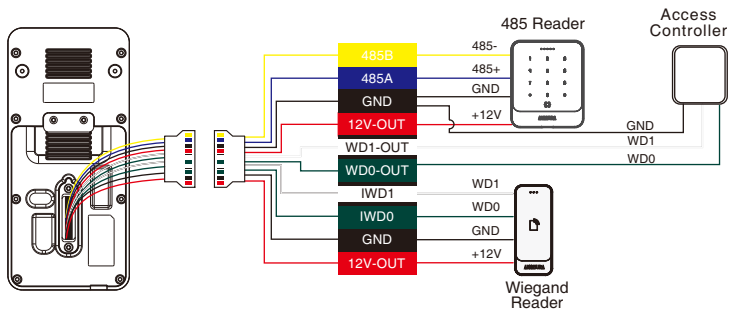 485 Reader
Access
Controller
485B
485-
485A
485+
GND
GND
12V-OUT
+12V
GND
WD1-OUT
WD1
WD0-OUT
WD0
IWD1
WD1
IWD0
WD0
GND
GND
12V-OUT
+12V
Wiegand
Reader